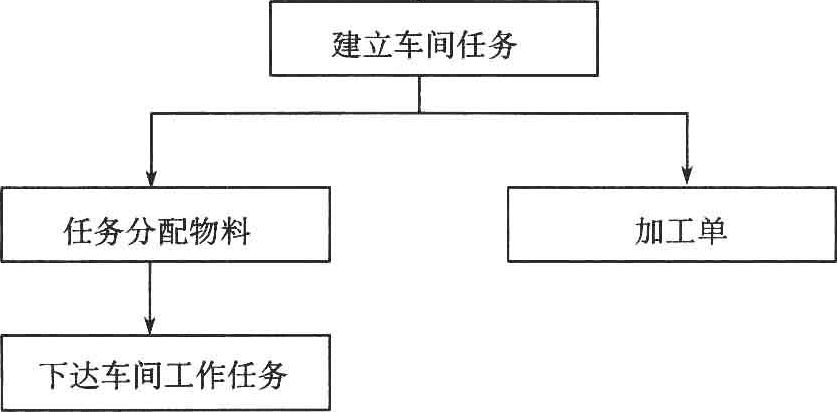 建立车间任务
任务分配物料
加工单
下达车间工作任务